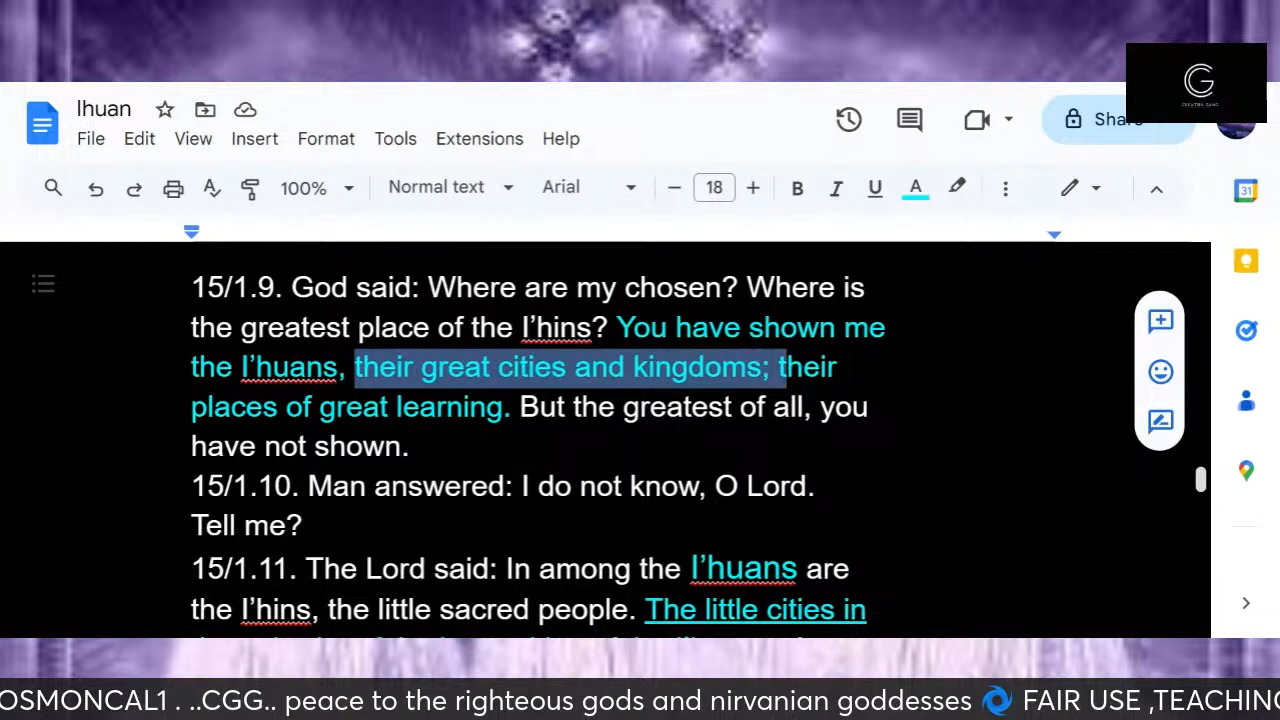 Ihuan
File Edit View Insert Format Tools Extensions Help
Share
100% Normal text Arial 18 B I U A
31
15/1.9. God said: Where are my chosen? Where is
the greatest place of the I’hins? You have shown me
the I’huans, their great cities and kingdoms; their
places of great learning. But the greatest of all, you
have not shown.
15/1.10. Man answered: I do not know, O Lord.
Tell me?
15/1.11. The Lord said: In among the I’huans are
the I’hins, the little sacred people. The little cities in
OSMONCAL1 . ..CGG.. peace to the righteous gods and nirvanian goddesses FAIR USE ,TEACHING